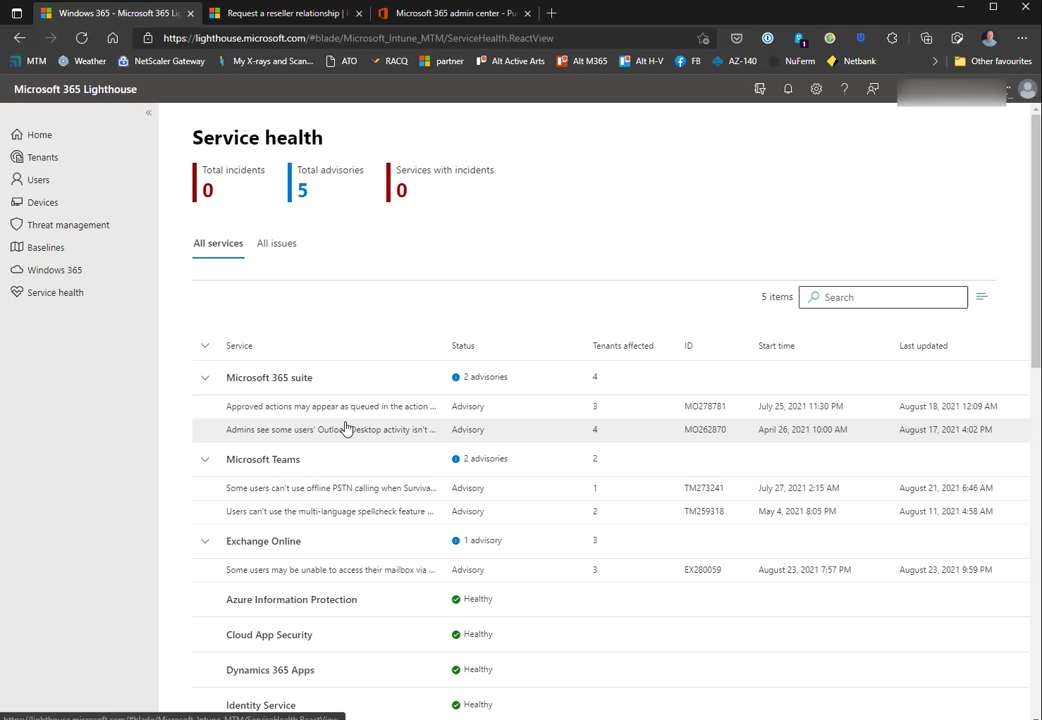 Windows 365 - Microsoft 365 Li
Request a reseller relationship |
Microsoft 365 admin center - Pu
https://lighthouse.microsoft.com/#blade/Microsoft_Intune_MTM/ServiceHealth.ReactView
1
MTM Weather NetScaler Gateway My X-rays and Scan... ATO RACQ partner Alt Active Arts Alt M365 Alt H-V FB AZ-140 NuFerm Netbank Other favourites
Microsoft 365 Lighthouse
Home
Tenants
Users
Devices
Threat management
Baselines
Windows 365
Service health
Service health
Total incidents Total advisories Services with incidents
0 5 0
All services All issues
5 items Search
Service Status Tenants affected ID Start time Last updated
Microsoft 365 suite 2 advisories 4
Approved actions may appear as queued in the action ... Advisory 3 MO278781 July 25, 2021 11:30 PM August 18, 2021 12:09 AM
Admins see some users' Outlook Desktop activity isn't ... Advisory 4 MO262870 April 26, 2021 10:00 AM August 17, 2021 4:02 PM
Microsoft Teams 2 advisories 2
Some users can't use offline PSTN calling when Surviva... Advisory 1 TM273241 July 27, 2021 2:15 AM August 21, 2021 6:46 AM
Users can't use the multi-language spellcheck feature ... Advisory 2 TM259318 May 4, 2021 8:05 PM August 11, 2021 4:58 AM
Exchange Online 1 advisory 3
Some users may be unable to access their mailbox via ... Advisory 3 EX280059 August 23, 2021 7:57 PM August 23, 2021 9:59 PM
Azure Information Protection Healthy
Cloud App Security Healthy
Dynamics 365 Apps Healthy
Identity Service Healthy